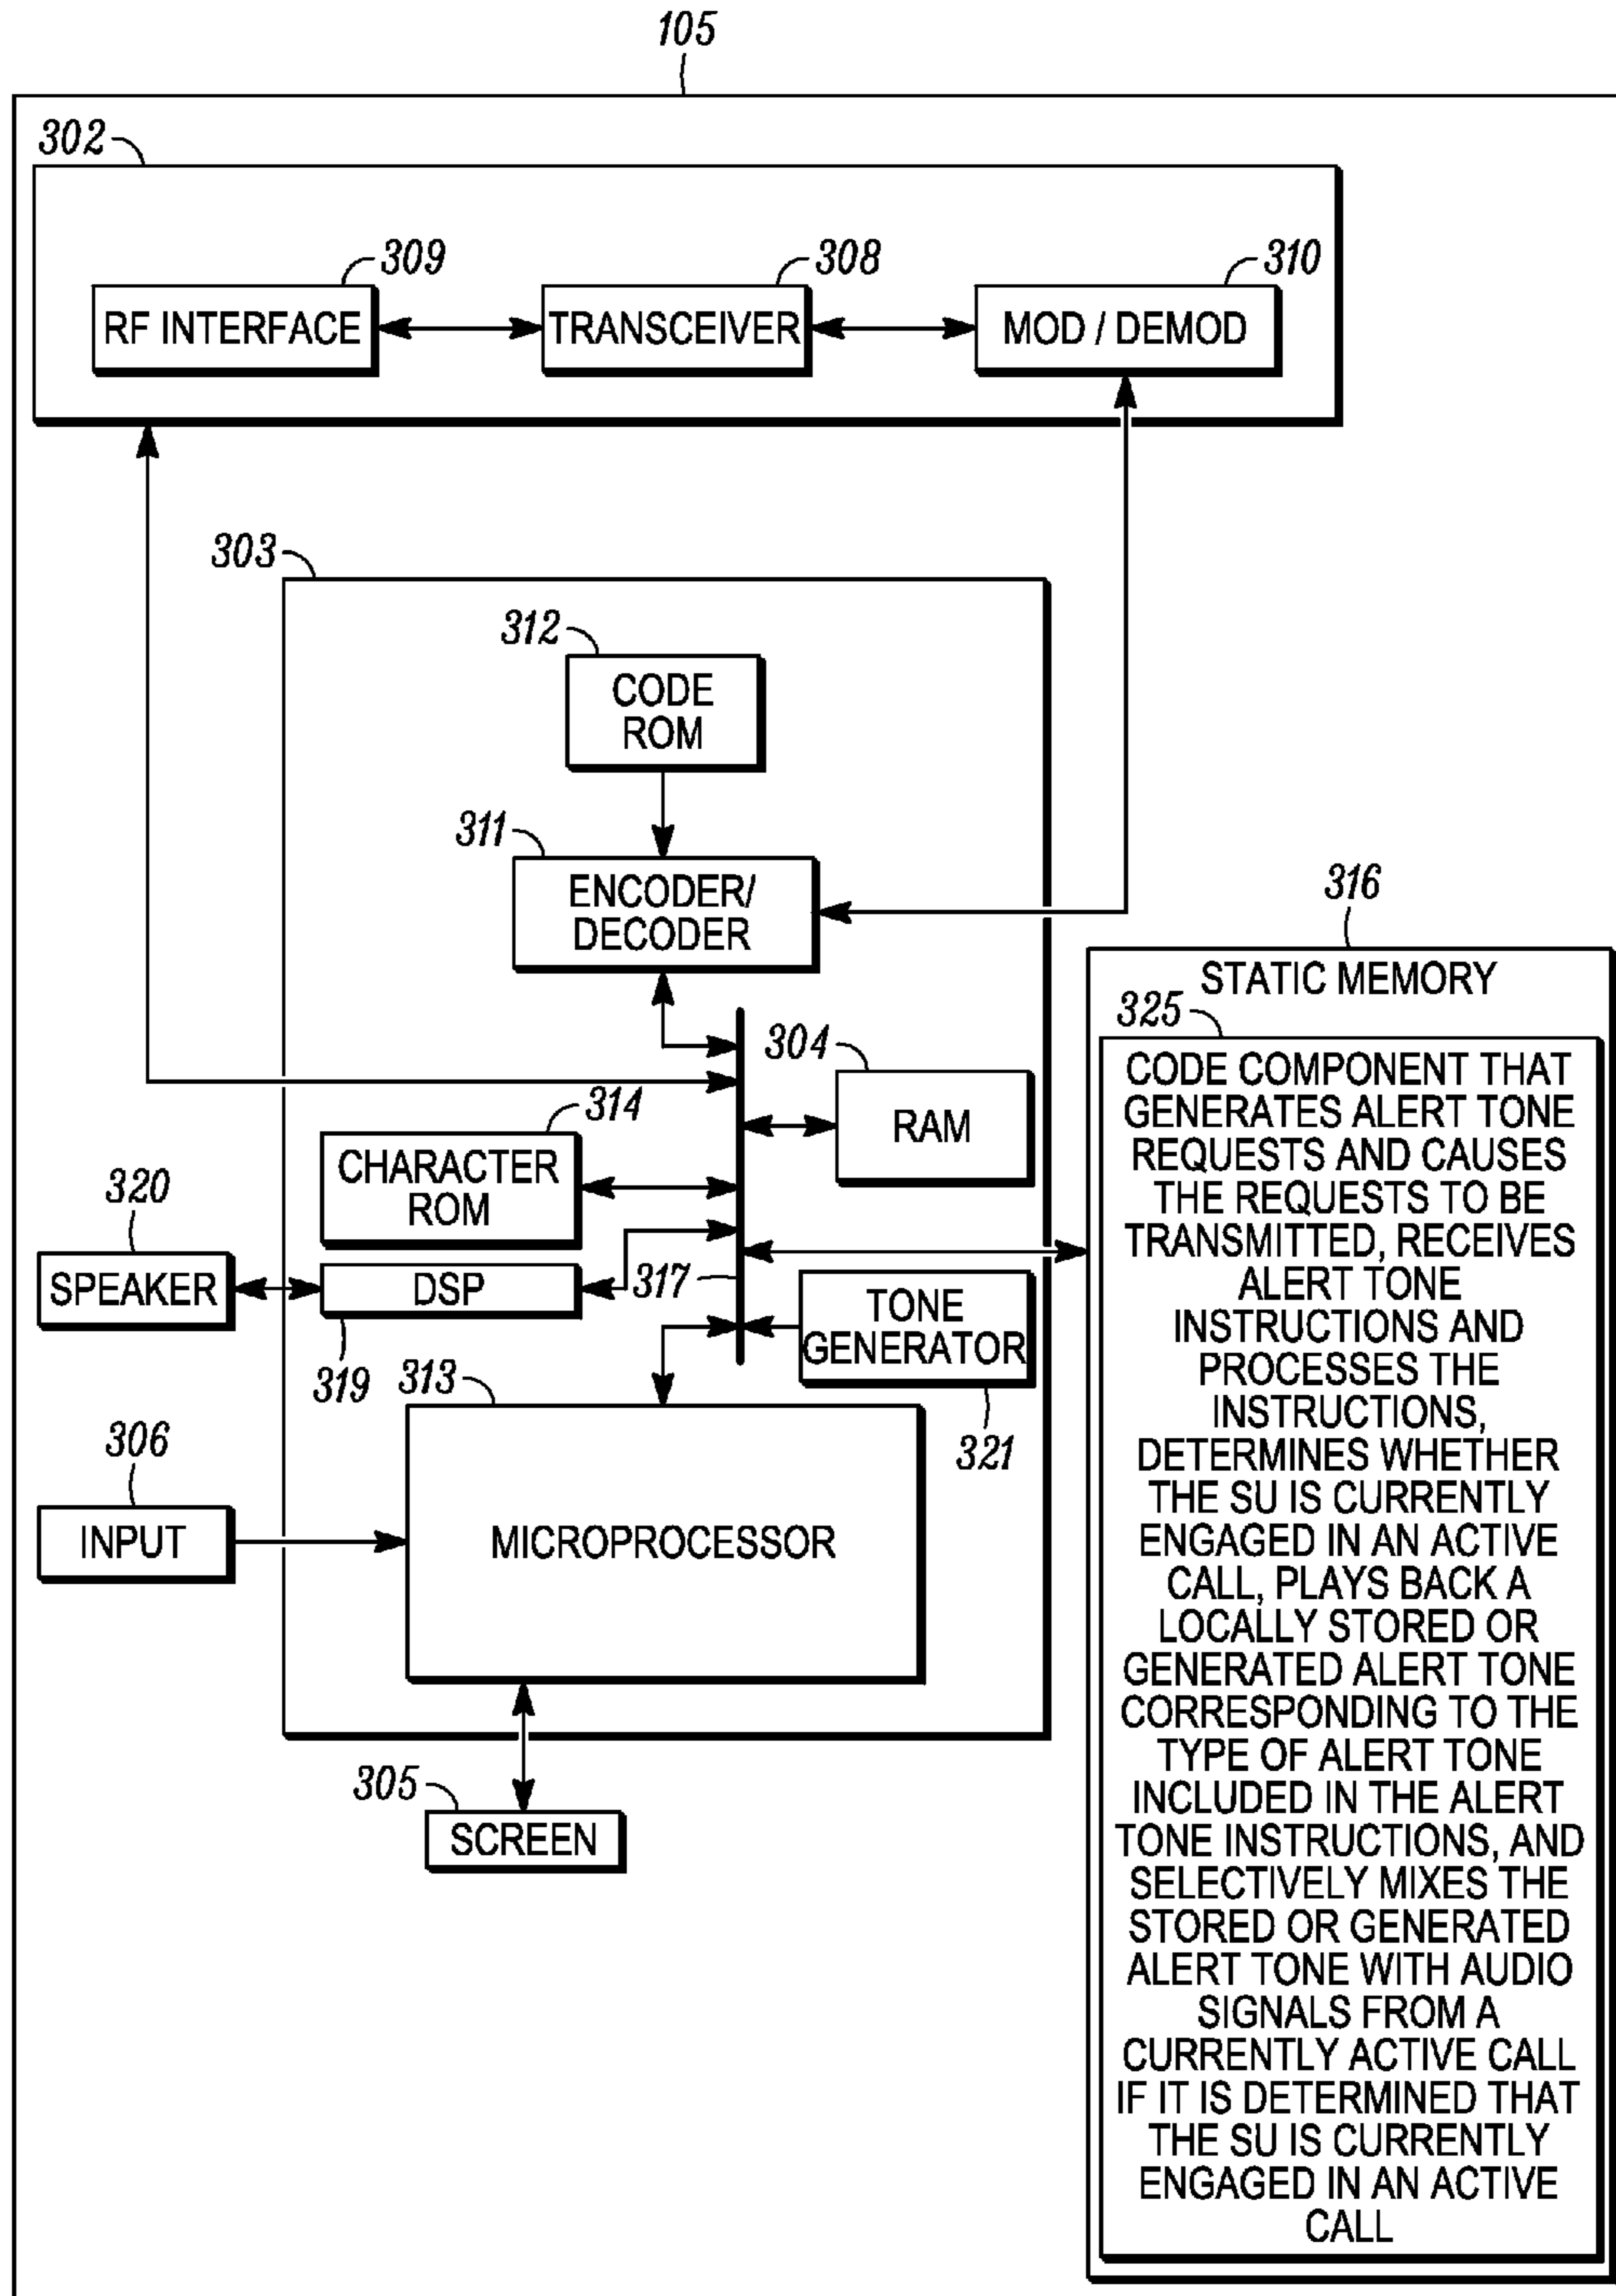 105
302
309
308
310
RF INTERFACE
TRANSCEIVER
MOD / DEMOD
303
312
CODE
ROM
311
ENCODER/
DECODER
316
STATIC MEMORY
325
304
RAM
314
CHARACTER
ROM
320
SPEAKER
DSP
319
317
TONE
GENERATOR
321
313
MICROPROCESSOR
306
INPUT
305
SCREEN
CODE COMPONENT THAT
GENERATES ALERT TONE
REQUESTS AND CAUSES
THE REQUESTS TO BE
TRANSMITTED, RECEIVES
ALERT TONE
INSTRUCTIONS AND
PROCESSES THE
INSTRUCTIONS,
DETERMINES WHETHER
THE SU IS CURRENTLY
ENGAGED IN AN ACTIVE
CALL, PLAYS BACK A
LOCALLY STORED OR
GENERATED ALERT TONE
CORRESPONDING TO THE
TYPE OF ALERT TONE
INCLUDED IN THE ALERT
TONE INSTRUCTIONS, AND
SELECTIVELY MIXES THE
STORED OR GENERATED
ALERT TONE WITH AUDIO
SIGNALS FROM A
CURRENTLY ACTIVE CALL
IF IT IS DETERMINED THAT
THE SU IS CURRENTLY
ENGAGED IN AN ACTIVE
CALL